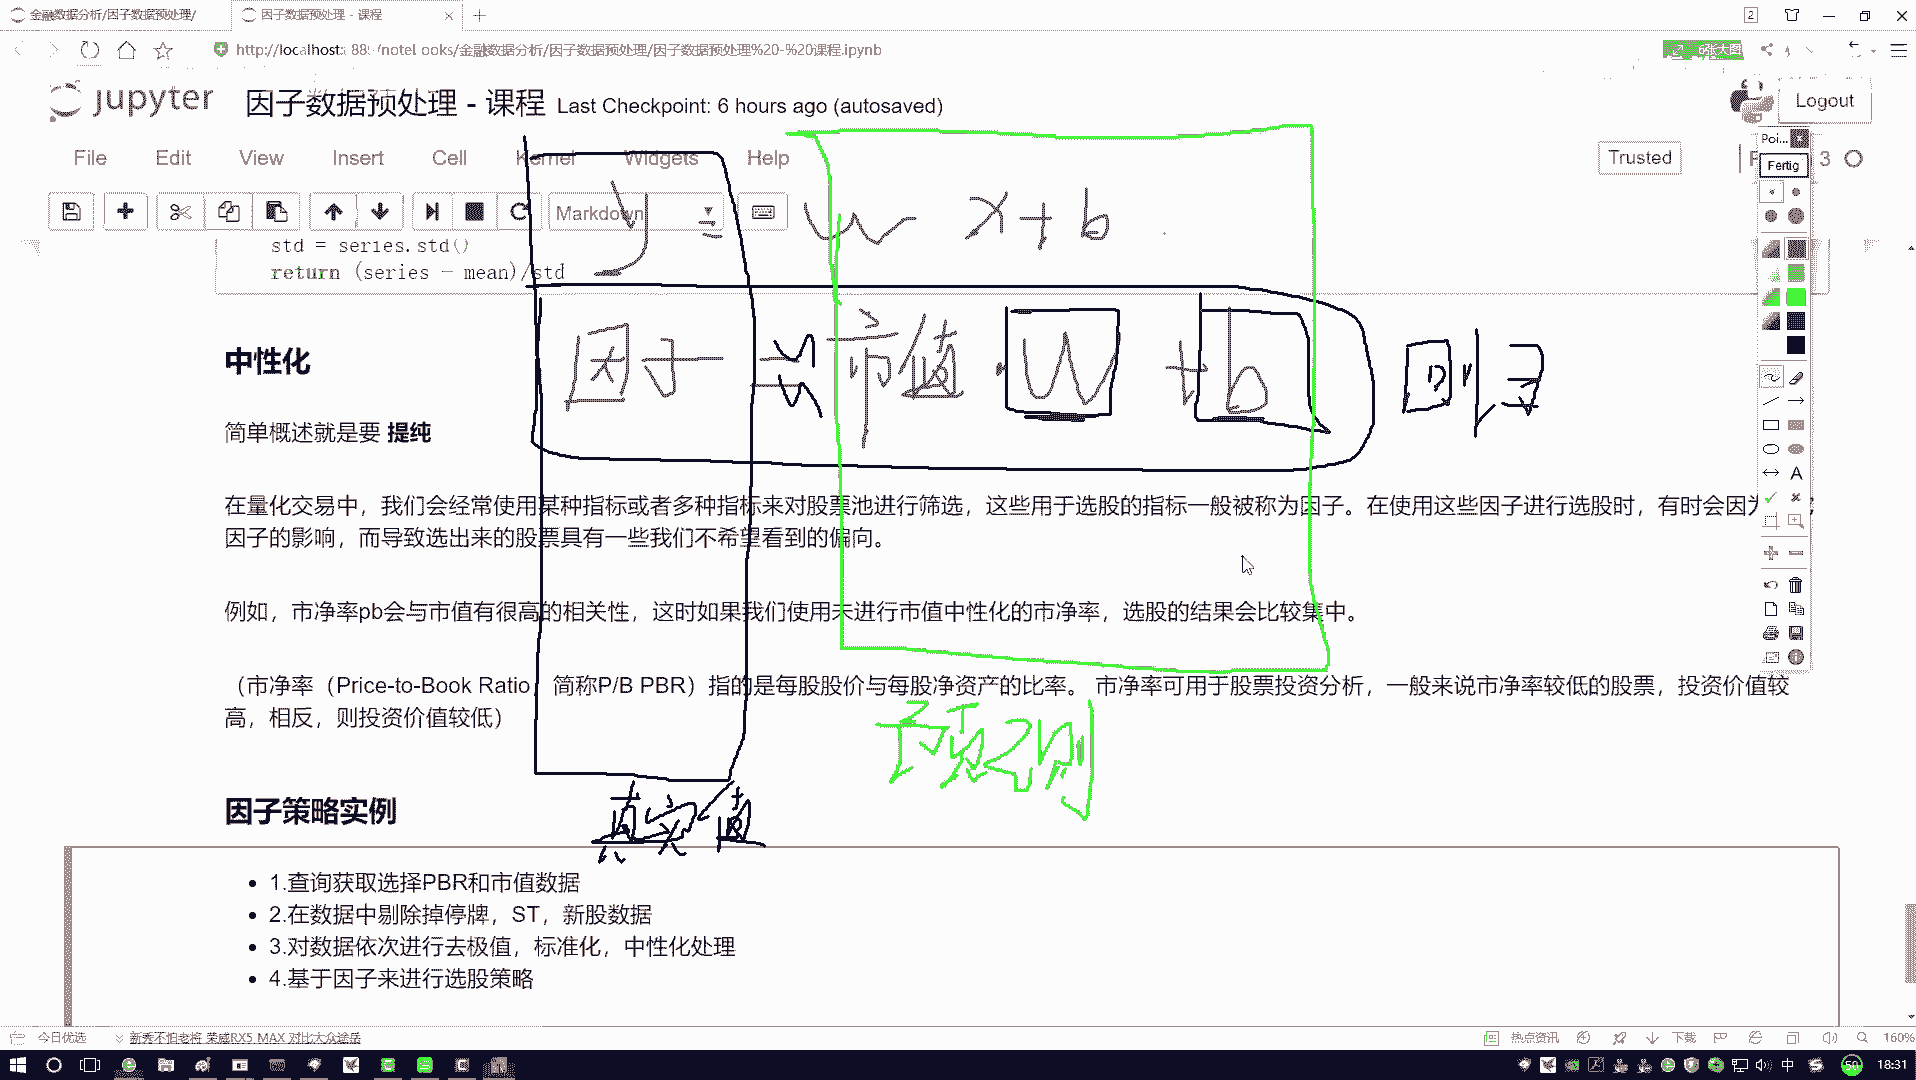 金融数据分析/因子数据预处理/
因子数据预处理 - 课程
2
http://localhost:888/notebooks/金融数据分析/因子数据预处理/因子数据预处理%20-%20课程.ipynb
jupyter 因子数据预处理 - 课程 Last Checkpoint: 6 hours ago (autosaved)
Logout
File Edit View Insert Cell Kernel Widgets Help
Trusted
3
Fertig
Markdown
y = w x + b
std = series.std()
return (series - mean)/std
因子 市值 · W + b 回归
中性化
简单概述就是要 提纯
在量化交易中，我们会经常使用某种指标或者多种指标来对股票池进行筛选，这些用于选股的指标一般被称为因子。在使用这些因子进行选股时，有时会因为
因子的影响，而导致选出来的股票具有一些我们不希望看到的偏向。
例如，市净率pb会与市值有很高的相关性，这时如果我们使用未进行市值中性化的市净率，选股的结果会比较集中。
（市净率（Price-to-Book Ratio，简称P/B PBR）指的是每股股价与每股净资产的比率。 市净率可用于股票投资分析，一般来说市净率较低的股票，投资价值较
高，相反，则投资价值较低）
预测
因子策略实例
真实值
1.查询获取选择PBR和市值数据
2.在数据中剔除掉停牌，ST，新股数据
3.对数据依次进行去极值，标准化，中性化处理
4.基于因子来进行选股策略
今日优选 新秀不怕老将 荣威RX5 MAX 对比大众途岳
热点资讯 下载 160%
中 50 18:31